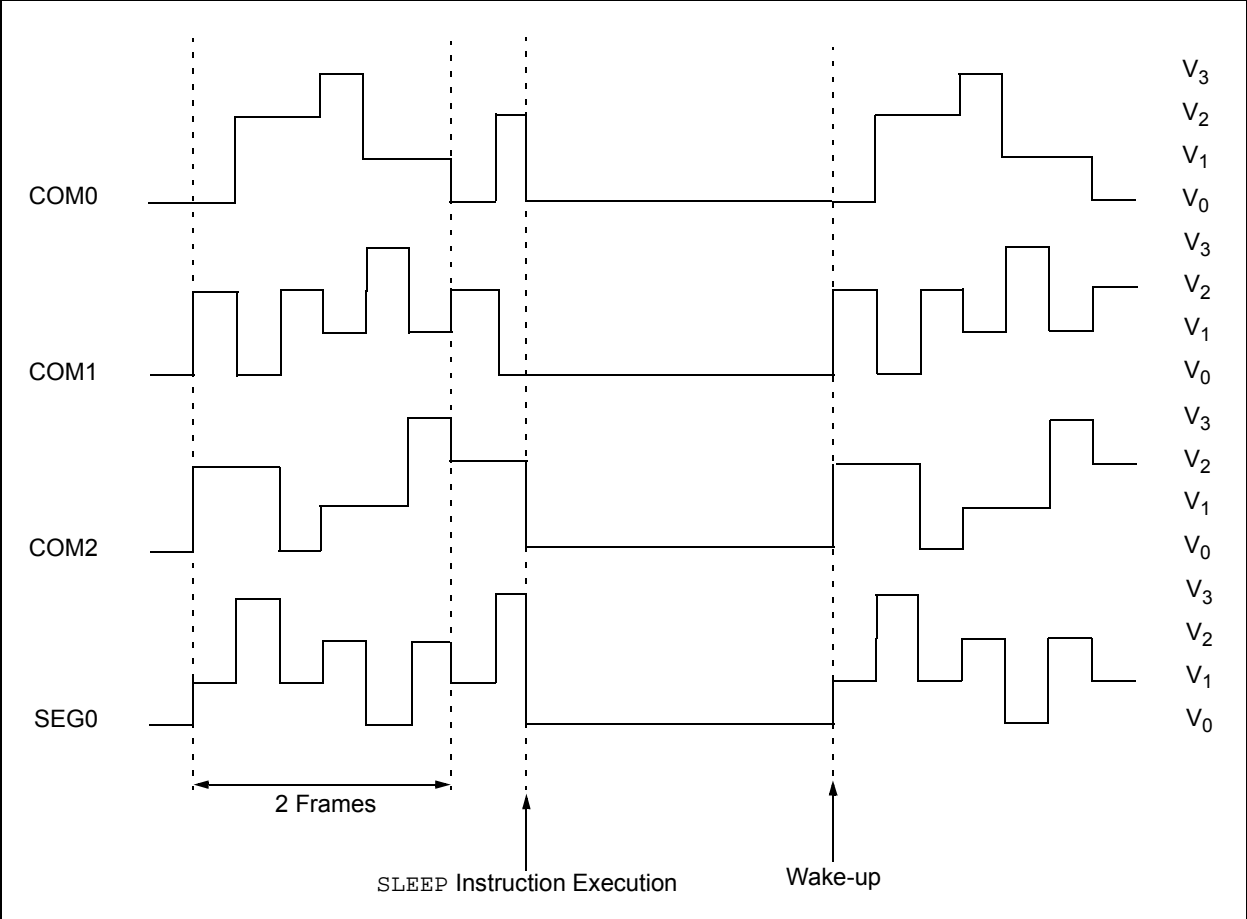 COM0
V3
V2
V1
V0
COM1
V3
V2
V1
V0
COM2
V3
V2
V1
V0
SEG0
V3
V2
V1
V0
2 Frames
SLEEP Instruction Execution
Wake-up